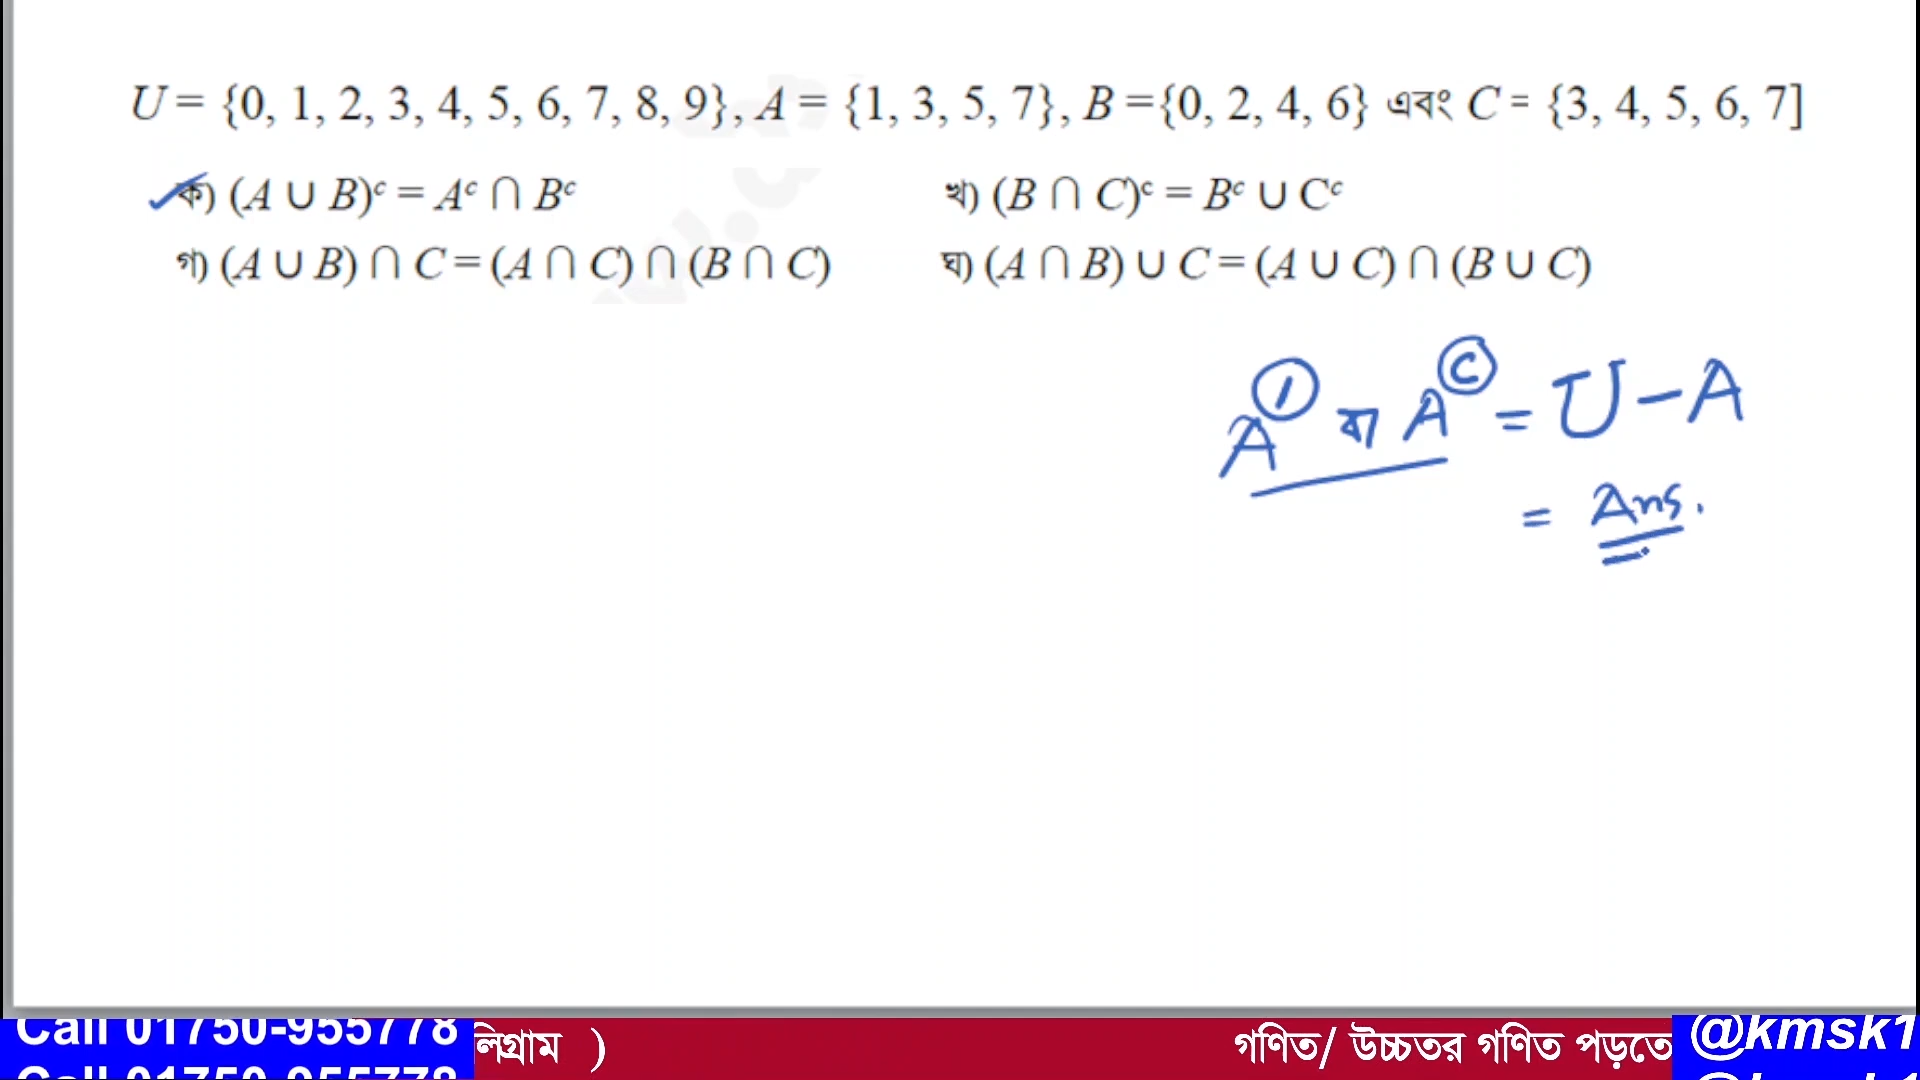 U = {0, 1, 2, 3, 4, 5, 6, 7, 8, 9}, A = {1, 3, 5, 7}, B ={0, 2, 4, 6} এবং C = {3, 4, 5, 6, 7]
ক) (A ∪ B)ᶜ = Aᶜ ∩ Bᶜ
খ) (B ∩ C)ᶜ = Bᶜ ∪ Cᶜ
গ) (A ∪ B) ∩ C = (A ∩ C) ∩ (B ∩ C)
ঘ) (A ∩ B) ∪ C = (A ∪ C) ∩ (B ∪ C)
A' বা Aᶜ = U - A
= Ans.
Call 01750-955778
লিগ্রাম )
গণিত/ উচ্চতর গণিত পড়তে
@kmsk1